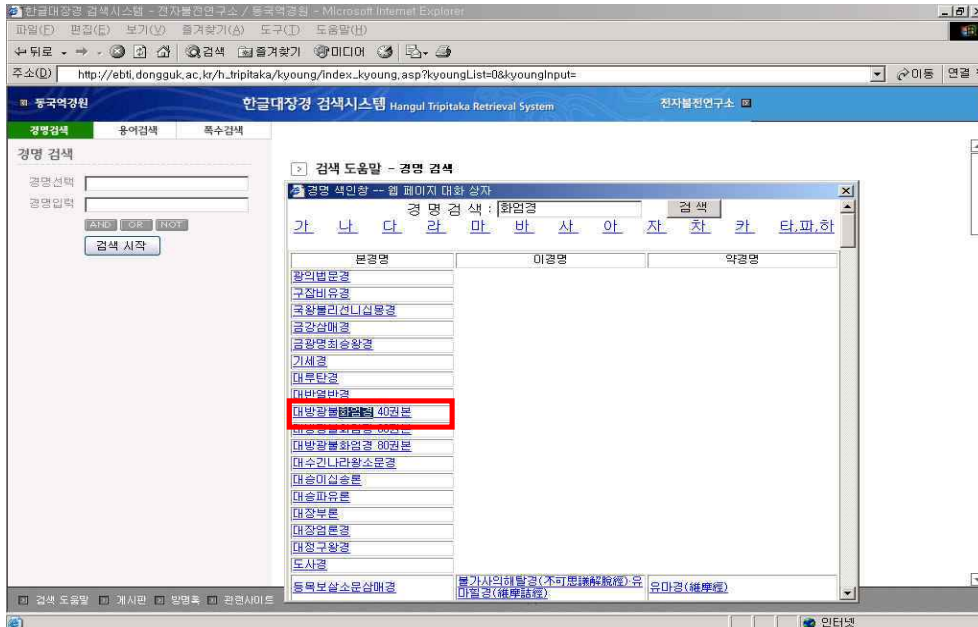 한글대장경 검색시스템 - 전자불전연구소 / 동국역경원 - Microsoft Internet Explorer
파일(F) 편집(E) 보기(V) 즐겨찾기(A) 도구(T) 도움말(H)
뒤로 검색 즐겨찾기 미디어
주소(D) http://ebti.dongguk.ac.kr/h_tripitaka/kyoung/index_kyoung.asp?kyoungList=0&kyoungInput= 이동 연결
동국역경원 한글대장경 검색시스템 Hangul Tripitaka Retrieval System 전자불전연구소
경명검색 용어검색 폭수검색
경명 검색
경명선택
경명입력
AND OR NOT
검색 시작
검색 도움말 - 경명 검색
경명 색인창 -- 웹 페이지 대화 상자
경 명 검 색 : 화엄경 검 색
가 나 다 라 마 바 사 아 자 차 카 타,파,하
본경명 이경명 약경명
광의법문경
구잡비유경
국왕불리선니십몽경
금강삼매경
금광명최승왕경
기세경
대루탄경
대반열반경
대방광불화엄경 40권본
대방광불화엄경 60권본
대방광불화엄경 80권본
대수긴나라왕소문경
대승이십송론
대승파유론
대장부론
대장엄론경
대정구왕경
도사경
등목보살소문삼매경 불가사의해탈경(不可思議解脫經) 유마힐경(維摩詰經) 유마경(維摩經)
검색 도움말 게시판 방명록 관련사이트
인터넷